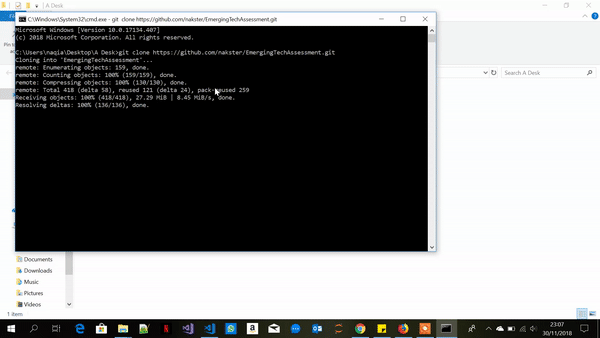 A Desk
C:\Windows\System32\cmd.exe - git clone https://github.com/nakster/EmergingTechAssessment.git
Microsoft Windows [Version 10.0.17134.407]
(c) 2018 Microsoft Corporation. All rights reserved.
C:\Users\naqia\Desktop\A Desk>git clone https://github.com/nakster/EmergingTechAssessment.git
Cloning into 'EmergingTechAssessment'...
remote: Enumerating objects: 159, done.
remote: Counting objects: 100% (159/159), done.
remote: Compressing objects: 100% (130/130), done.
remote: Total 418 (delta 58), reused 121 (delta 24), pack-reused 259
Receiving objects: 100% (418/418), 27.29 MiB | 8.45 MiB/s, done.
Resolving deltas: 100% (136/136), done.
Search A Desk
Documents
Downloads
Music
Pictures
Videos
1 item
23:07
30/11/2018